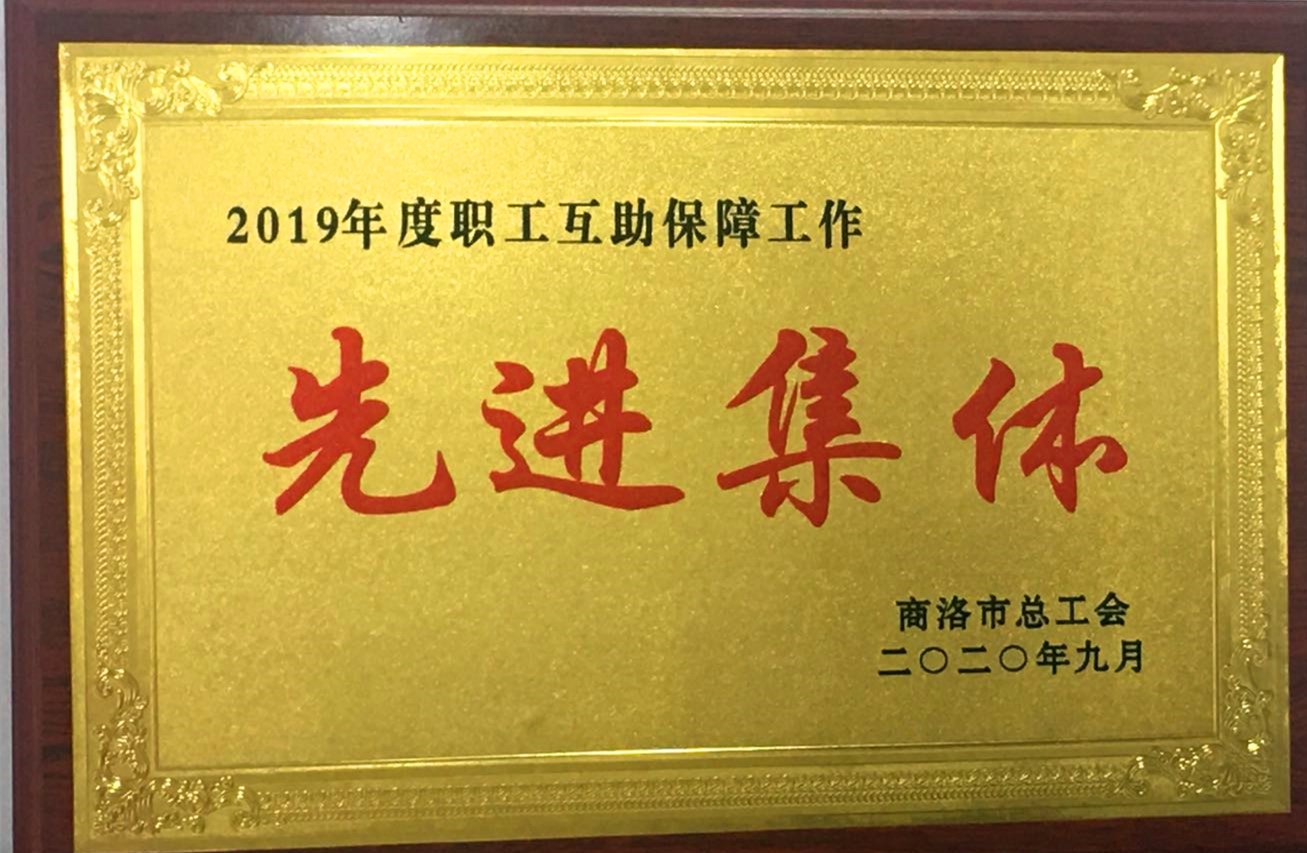 2019年度职工互助保障工作
先进集体
商洛市总工会
二〇二〇年九月